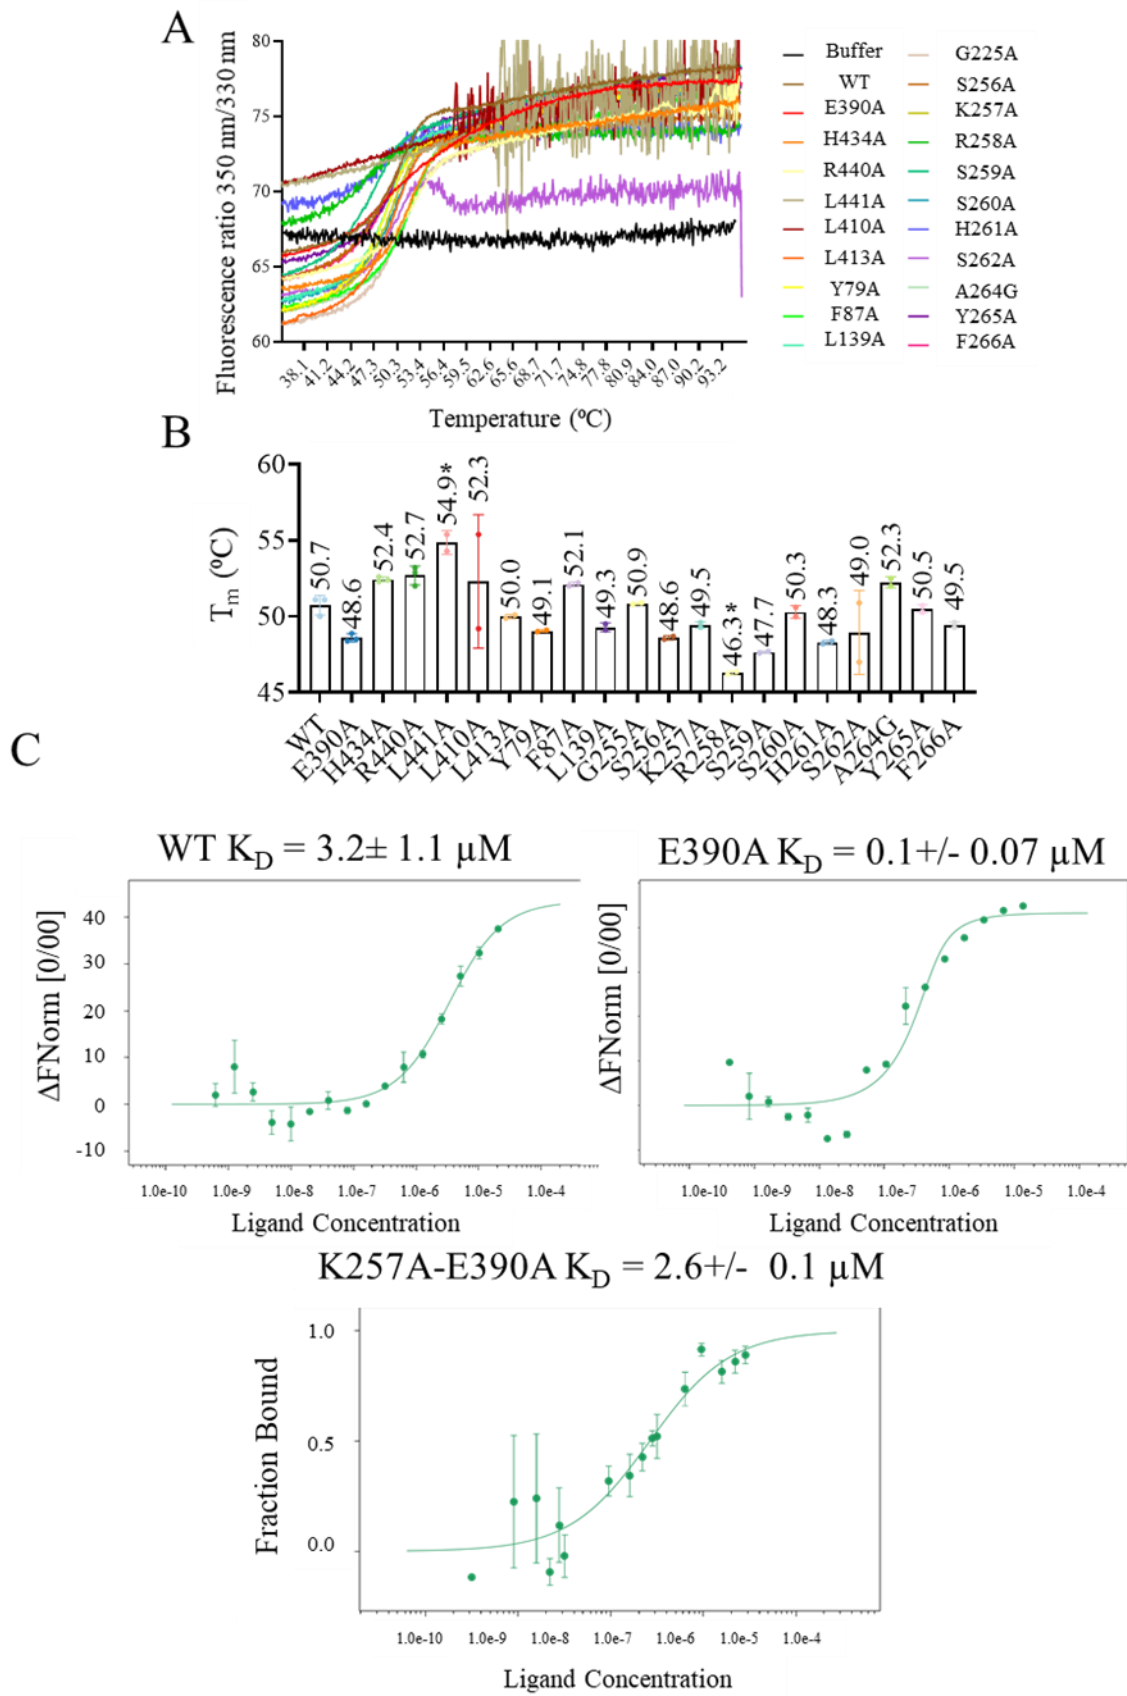 A
Fluorescence ratio 350 nm/330 nm
80
75
70
65
60
38.1
41.2
44.2
47.3
50.3
53.4
56.4
59.5
62.6
65.6
68.7
71.7
74.8
77.8
80.9
84.0
87.0
90.2
93.2
Temperature (ºC)
Buffer
WT
E390A
H434A
R440A
L441A
L410A
L413A
Y79A
F87A
L139A
G225A
S256A
K257A
R258A
S259A
S260A
H261A
S262A
A264G
Y265A
F266A
B
Tm (ºC)
60
55
50
45
50.7
48.6
52.4
52.7
54.9*
52.3
50.0
49.1
52.1
49.3
50.9
48.6
49.5
46.3*
47.7
50.3
48.3
49.0
52.3
50.5
49.5
WT
E390A
H434A
R440A
L441A
L410A
L413A
Y79A
F87A
L139A
G255A
S256A
K257A
R258A
S259A
S260A
H261A
S262A
A264G
Y265A
F266A
C
WT KD = 3.2± 1.1 µM
ΔFNorm [0/00]
40
30
20
10
0
-10
1.0e-10 1.0e-9 1.0e-8 1.0e-7 1.0e-6 1.0e-5 1.0e-4
Ligand Concentration
E390A KD = 0.1+/- 0.07 µM
ΔFNorm [0/00]
1.0e-10 1.0e-9 1.0e-8 1.0e-7 1.0e-6 1.0e-5 1.0e-4
Ligand Concentration
K257A-E390A KD = 2.6+/- 0.1 µM
Fraction Bound
1.0
0.5
0.0
1.0e-10 1.0e-9 1.0e-8 1.0e-7 1.0e-6 1.0e-5 1.0e-4
Ligand Concentration